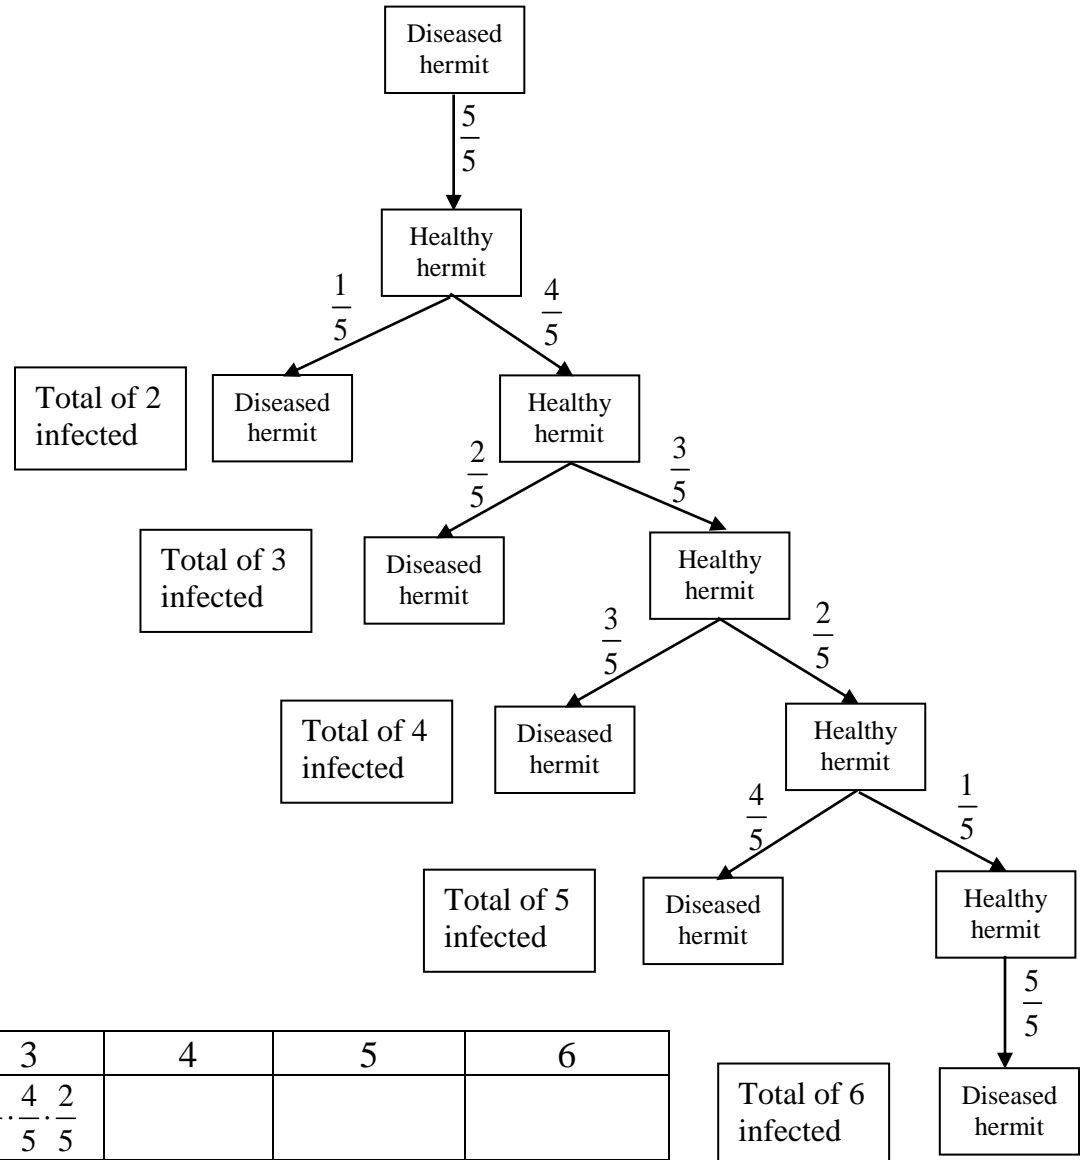 Diseased
hermit
5/5
Healthy
hermit
1/5
4/5
Total of 2
infected
Diseased
hermit
Healthy
hermit
2/5
3/5
Total of 3
infected
Diseased
hermit
Healthy
hermit
3/5
2/5
Total of 4
infected
Diseased
hermit
Healthy
hermit
4/5
1/5
Total of 5
infected
Diseased
hermit
Healthy
hermit
5/5
3 4 5 6
· 4/5 · 2/5
Total of 6
infected
Diseased
hermit